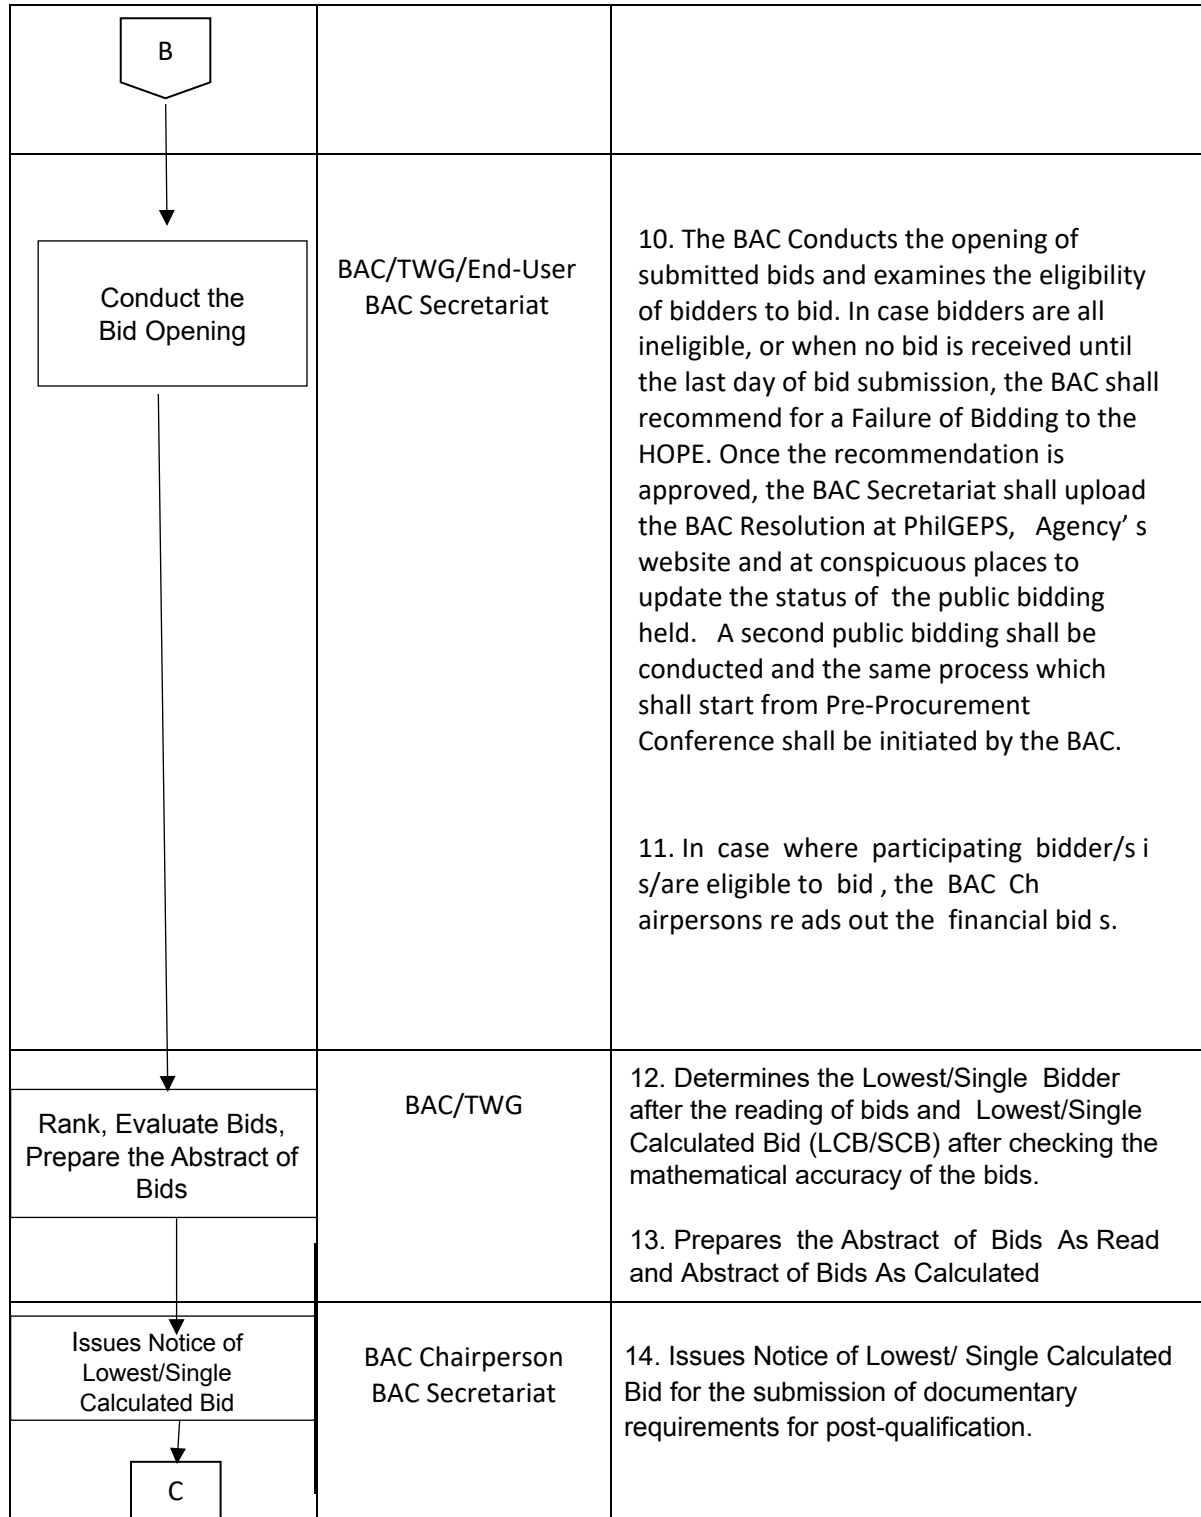 B
Conduct the
Bid Opening
BAC/TWG/End-User
BAC Secretariat
10. The BAC Conducts the opening of
submitted bids and examines the eligibility
of bidders to bid. In case bidders are all
ineligible, or when no bid is received until
the last day of bid submission, the BAC shall
recommend for a Failure of Bidding to the
HOPE. Once the recommendation is
approved, the BAC Secretariat shall upload
the BAC Resolution at PhilGEPS, Agency’ s
website and at conspicuous places to
update the status of the public bidding
held. A second public bidding shall be
conducted and the same process which
shall start from Pre-Procurement
Conference shall be initiated by the BAC.
11. In case where participating bidder/s i
s/are eligible to bid , the BAC Ch
airpersons re ads out the financial bid s.
Rank, Evaluate Bids,
Prepare the Abstract of
Bids
BAC/TWG
12. Determines the Lowest/Single Bidder
after the reading of bids and Lowest/Single
Calculated Bid (LCB/SCB) after checking the
mathematical accuracy of the bids.
13. Prepares the Abstract of Bids As Read
and Abstract of Bids As Calculated
Issues Notice of
Lowest/Single
Calculated Bid
BAC Chairperson
BAC Secretariat
14. Issues Notice of Lowest/ Single Calculated
Bid for the submission of documentary
requirements for post-qualification.
C